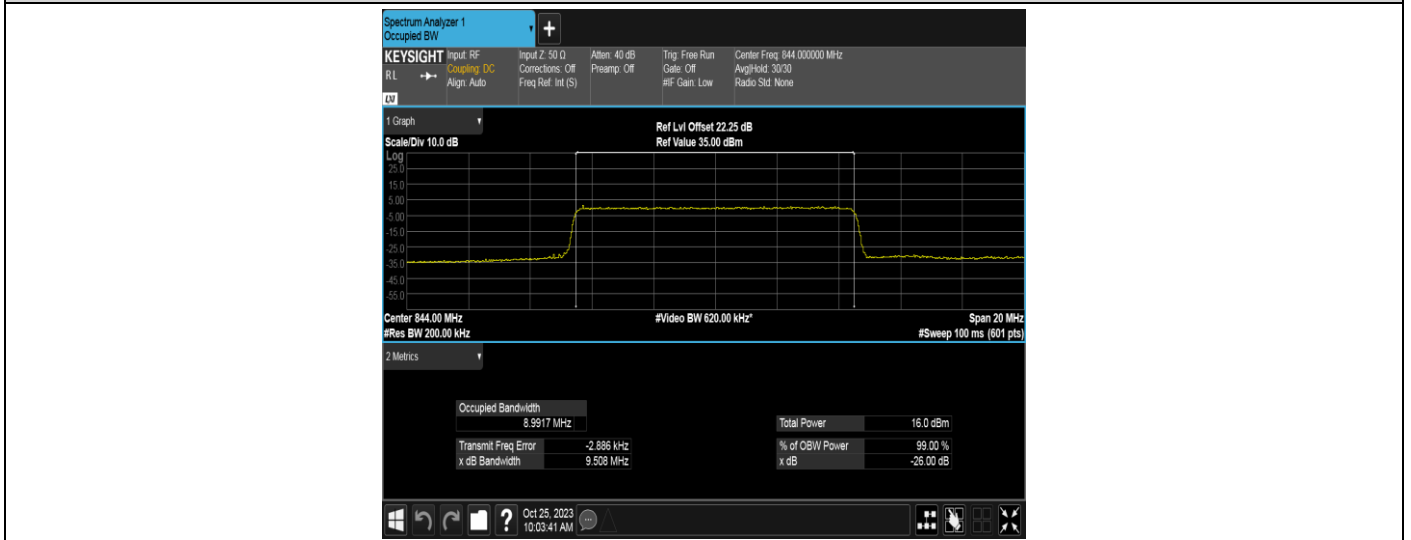 Spectrum Analyzer 1
Occupied BW
+
KEYSIGHT Input: RF Input Z: 50 Ω Atten: 40 dB Trig: Free Run Center Freq: 844.000000 MHz
RL Coupling: DC Corrections: Off Preamp: Off Gate: Off Avg|Hold: 30/30
Align: Auto Freq Ref: Int (S) #IF Gain: Low Radio Std: None
LXI
1 Graph
Ref Lvl Offset 22.25 dB
Scale/Div 10.0 dB Ref Value 35.00 dBm
Log
25.0
15.0
5.00
-5.00
-15.0
-25.0
-35.0
-45.0
-55.0
Center 844.00 MHz #Video BW 620.00 kHz* Span 20 MHz
#Res BW 200.00 kHz #Sweep 100 ms (601 pts)
2 Metrics
Occupied Bandwidth
8.9917 MHz Total Power 16.0 dBm
Transmit Freq Error -2.886 kHz % of OBW Power 99.00 %
x dB Bandwidth 9.508 MHz x dB -26.00 dB
? Oct 25, 2023
10:03:41 AM